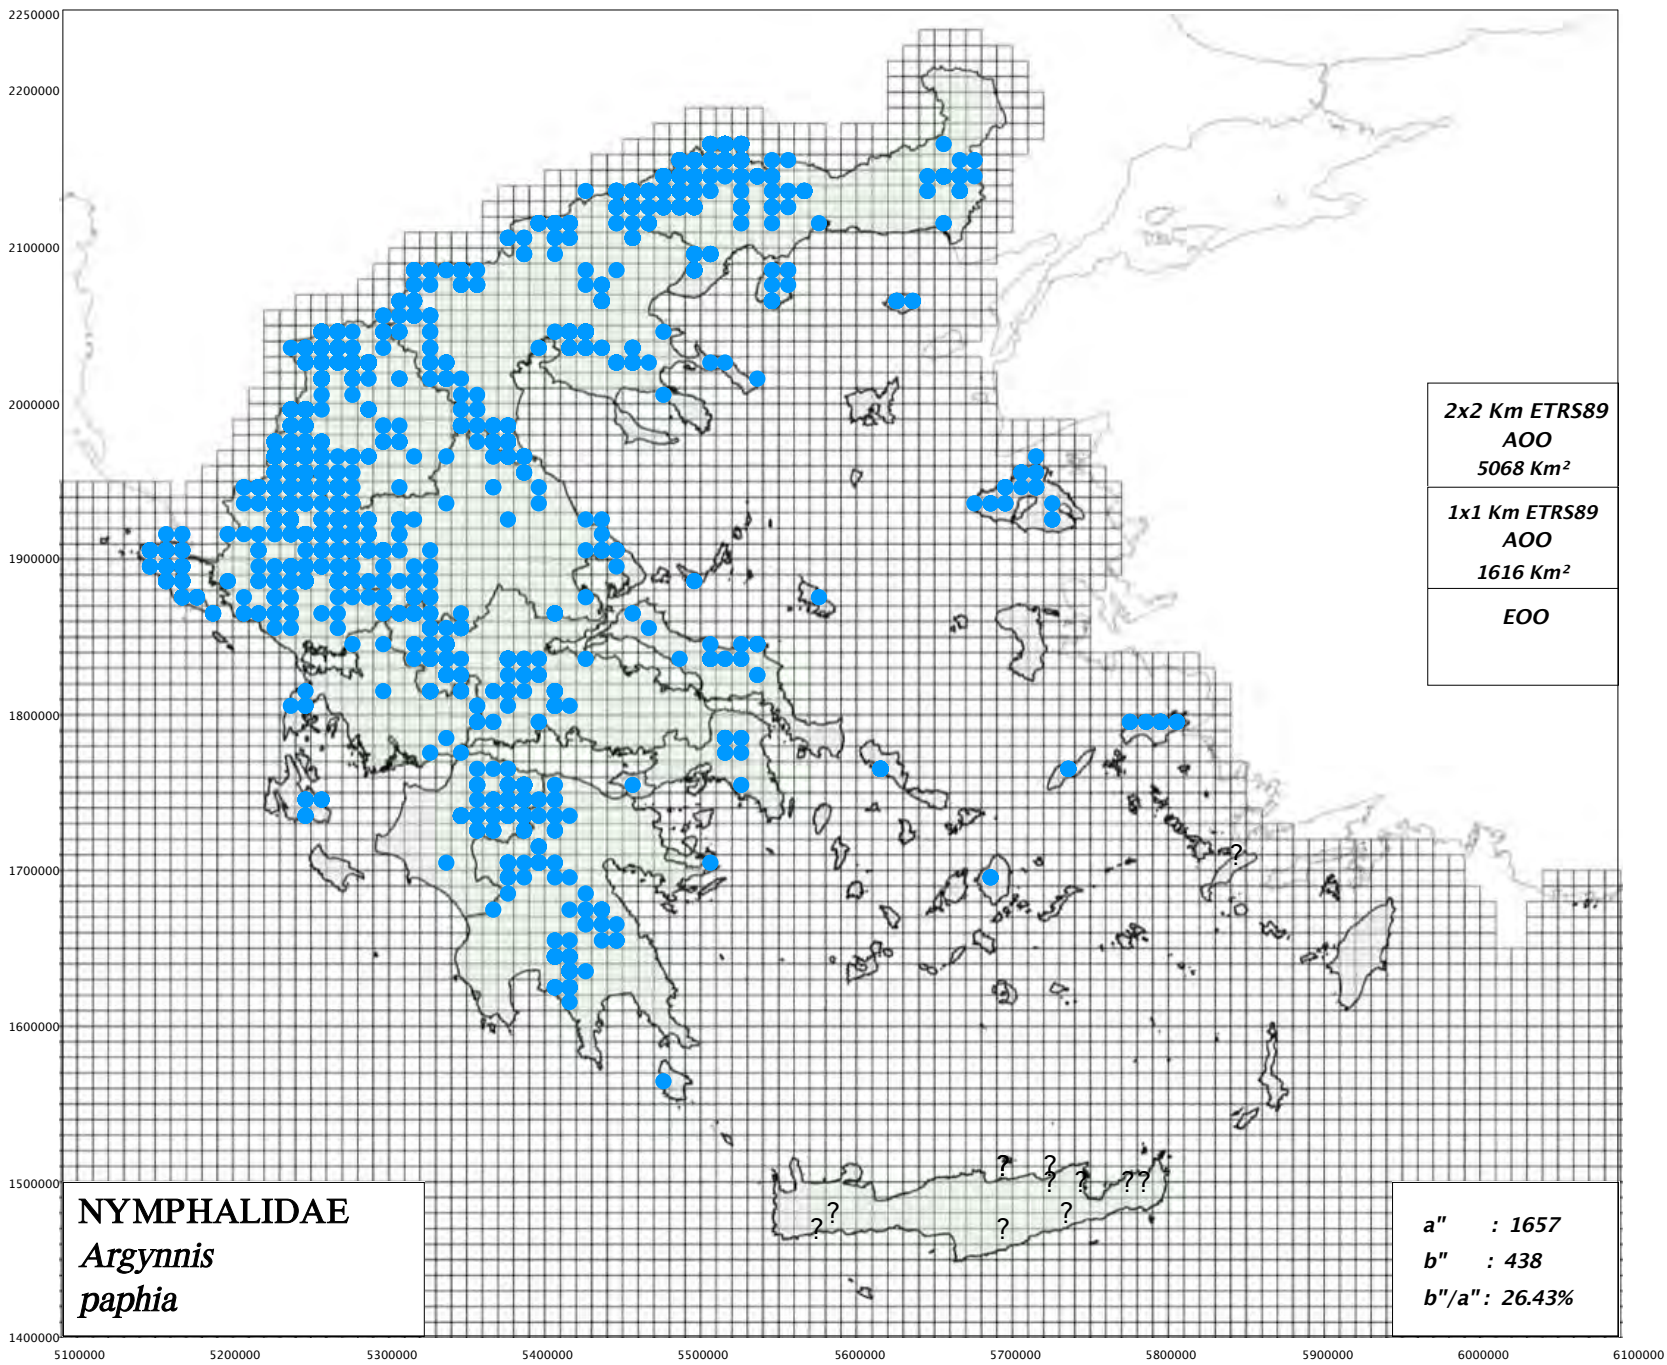 2250000
2200000
2100000
2000000
1900000
1800000
1700000
1600000
1500000
1400000
2x2 Km ETRS89
AOO
5068 Km²
1x1 Km ETRS89
AOO
1616 Km²
EOO
?
? ?
? ? ? ? ?
? ?
? ?
NYMPHALIDAE
Argynnis
paphia
a" : 1657
b" : 438
b"/a" : 26.43%
5100000 5200000 5300000 5400000 5500000 5600000 5700000 5800000 5900000 6000000 6100000